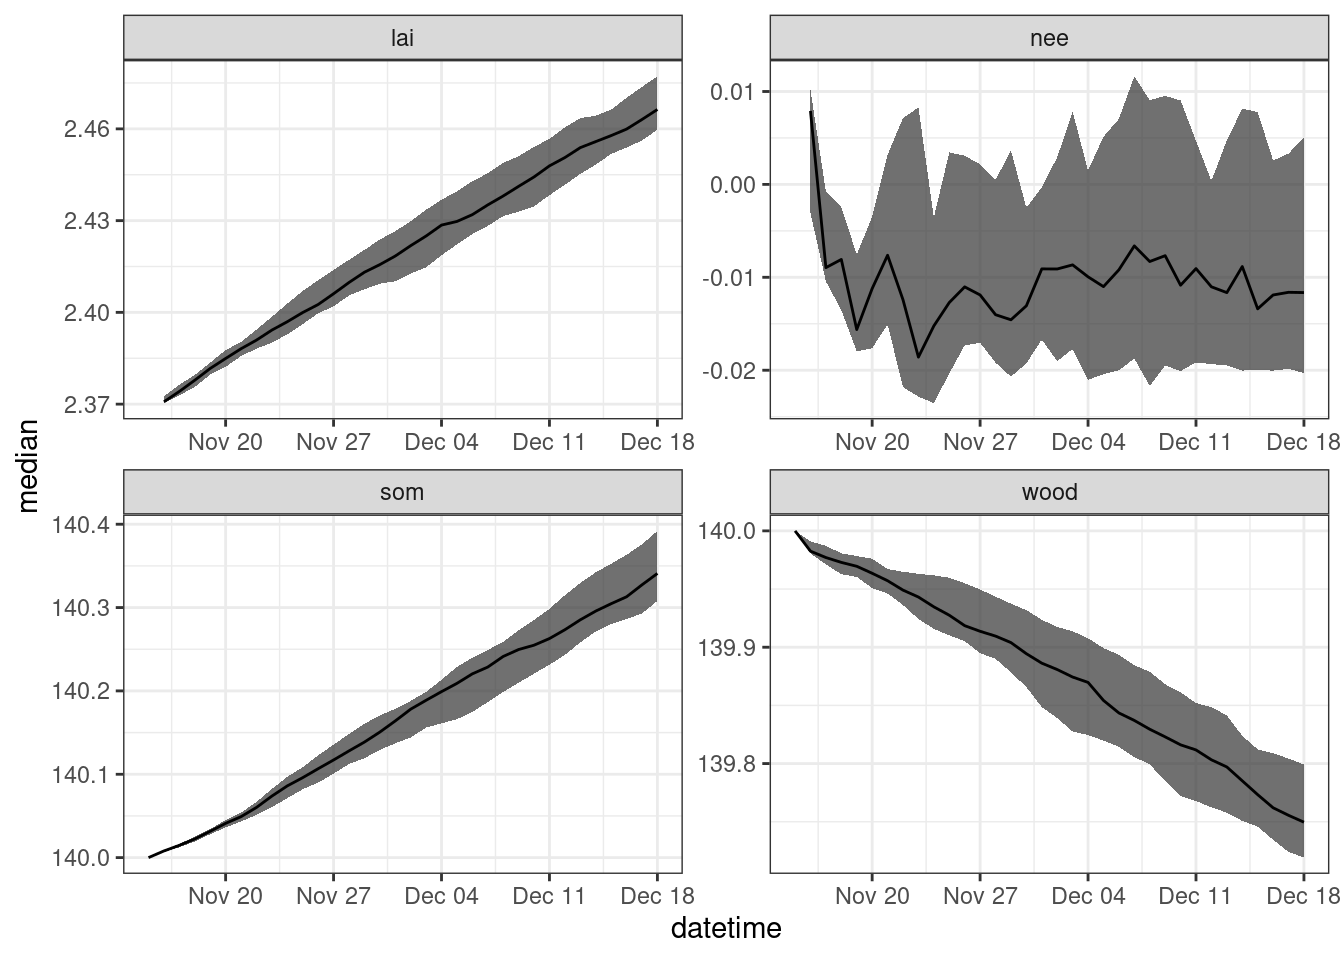 lai
nee
2.46
2.43
2.40
2.37
0.01
0.00
-0.01
-0.02
Nov 20 Nov 27 Dec 04 Dec 11 Dec 18
Nov 20 Nov 27 Dec 04 Dec 11 Dec 18
median
som
wood
140.4
140.3
140.2
140.1
140.0
140.0
139.9
139.8
Nov 20 Nov 27 Dec 04 Dec 11 Dec 18
Nov 20 Nov 27 Dec 04 Dec 11 Dec 18
datetime